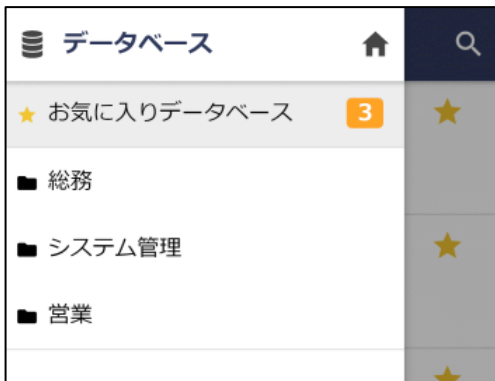 データベース
お気に入りデータベース 3
総務
システム管理
営業